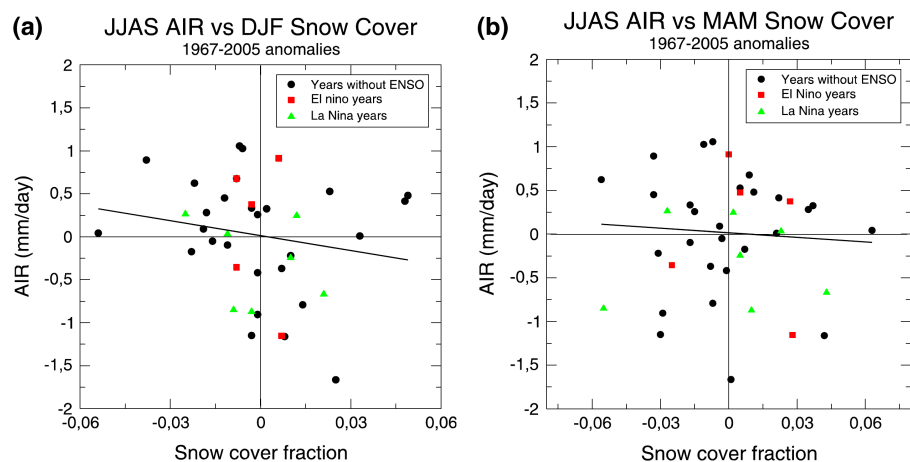 (a)
JJAS AIR vs DJF Snow Cover
1967-2005 anomalies
Years without ENSO
El nino years
La Nina years
2
1,5
1
0,5
0
-0,5
-1
-1,5
-2
AIR (mm/day)
-0,06
-0,03
0
0,03
0,06
Snow cover fraction
(b)
JJAS AIR vs MAM Snow Cover
1967-2005 anomalies
Years without ENSO
El Nino years
La Nina years
2
1,5
1
0,5
0
-0,5
-1
-1,5
-2
AIR (mm/day)
-0,06
-0,03
0
0,03
0,06
Snow cover fraction